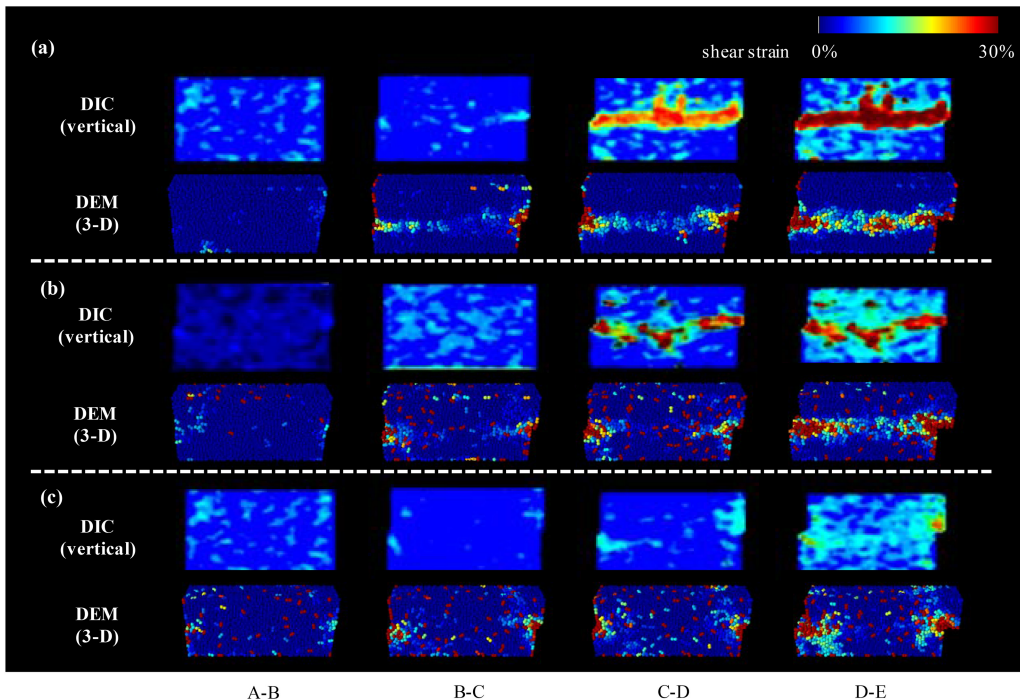 shear strain 0% 30%
(a)
DIC
(vertical)
DEM
(3-D)
(b)
DIC
(vertical)
DEM
(3-D)
(c)
DIC
(vertical)
DEM
(3-D)
A-B B-C C-D D-E